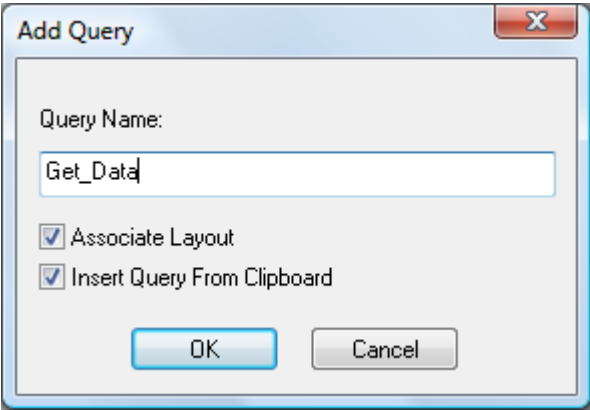 Add Query
Query Name:
Get_Data
Associate Layout
Insert Query From Clipboard
OK Cancel